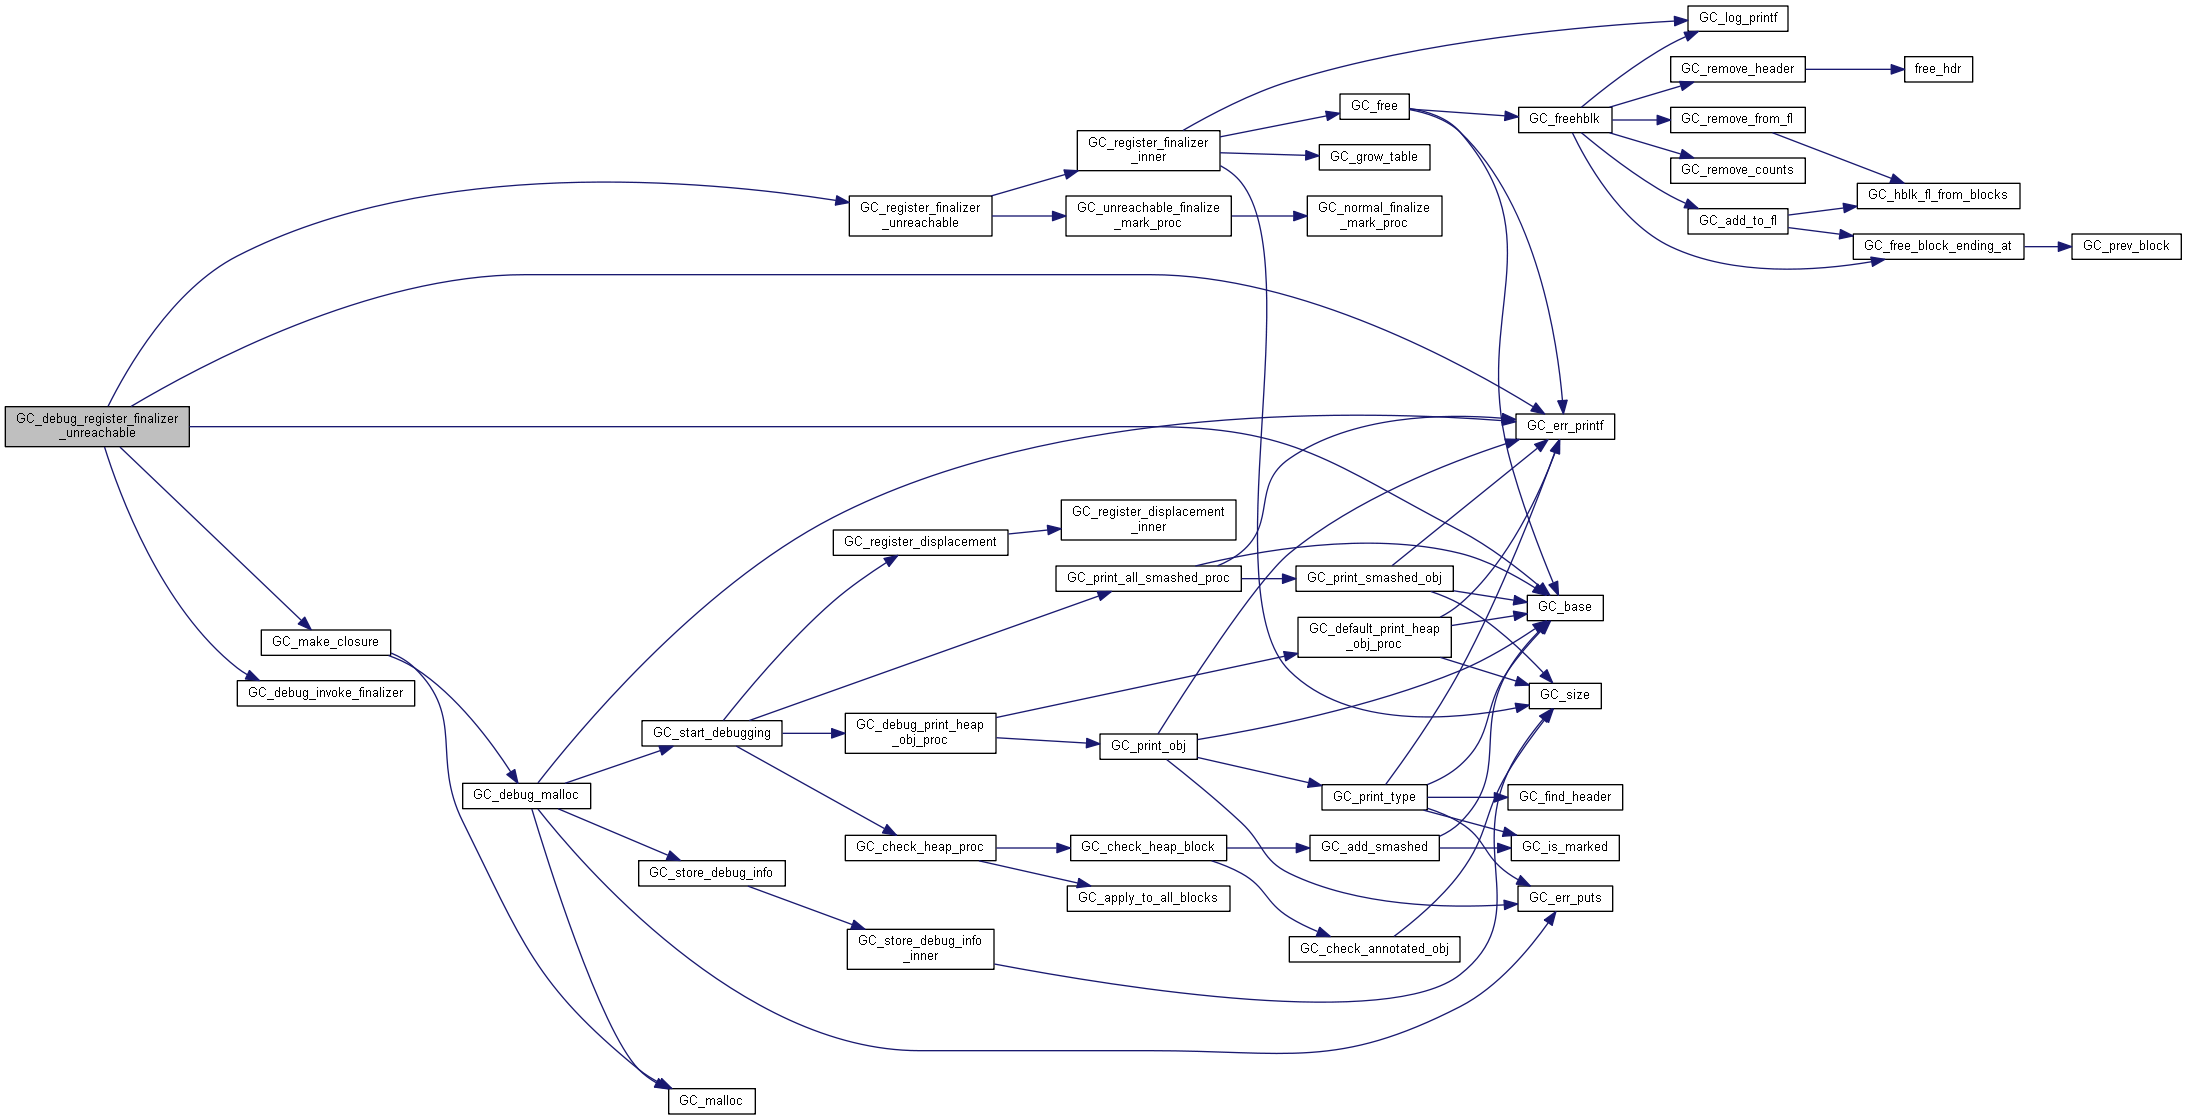 GC_log_printf
GC_remove_header
free_hdr
GC_free
GC_freehblk
GC_remove_from_fl
GC_register_finalizer
_inner
GC_grow_table
GC_remove_counts
GC_hblk_fl_from_blocks
GC_register_finalizer
_unreachable
GC_unreachable_finalize
_mark_proc
GC_normal_finalize
_mark_proc
GC_add_to_fl
GC_free_block_ending_at
GC_prev_block
GC_debug_register_finalizer
_unreachable
GC_err_printf
GC_register_displacement
_inner
GC_register_displacement
GC_print_all_smashed_proc
GC_print_smashed_obj
GC_base
GC_default_print_heap
_obj_proc
GC_make_closure
GC_debug_invoke_finalizer
GC_size
GC_start_debugging
GC_debug_print_heap
_obj_proc
GC_print_obj
GC_debug_malloc
GC_print_type
GC_find_header
GC_check_heap_proc
GC_check_heap_block
GC_add_smashed
GC_is_marked
GC_store_debug_info
GC_apply_to_all_blocks
GC_err_puts
GC_store_debug_info
_inner
GC_check_annotated_obj
GC_malloc